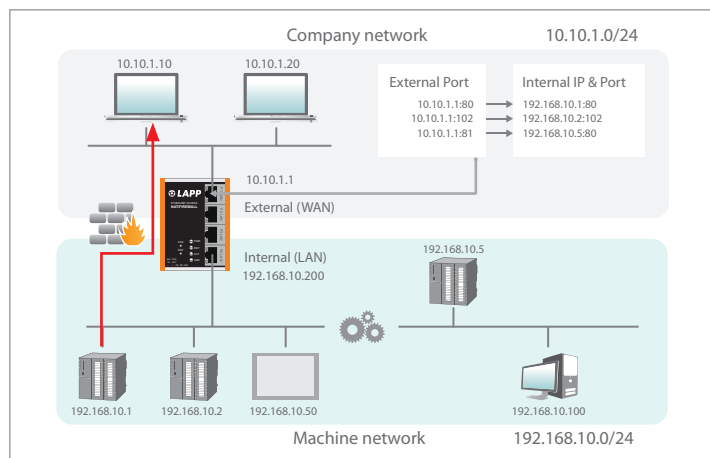 Company network
10.10.1.0/24
10.10.1.10
10.10.1.20
External Port
Internal IP & Port
10.10.1.1:80
192.168.10.1:80
10.10.1.1:102
192.168.10.2:102
10.10.1.1:81
192.168.10.5:80
10.10.1.1
LAPP
NAT/FIREWALL
External (WAN)
Internal (LAN)
192.168.10.200
192.168.10.5
192.168.10.1
192.168.10.2
192.168.10.50
192.168.10.100
Machine network
192.168.10.0/24